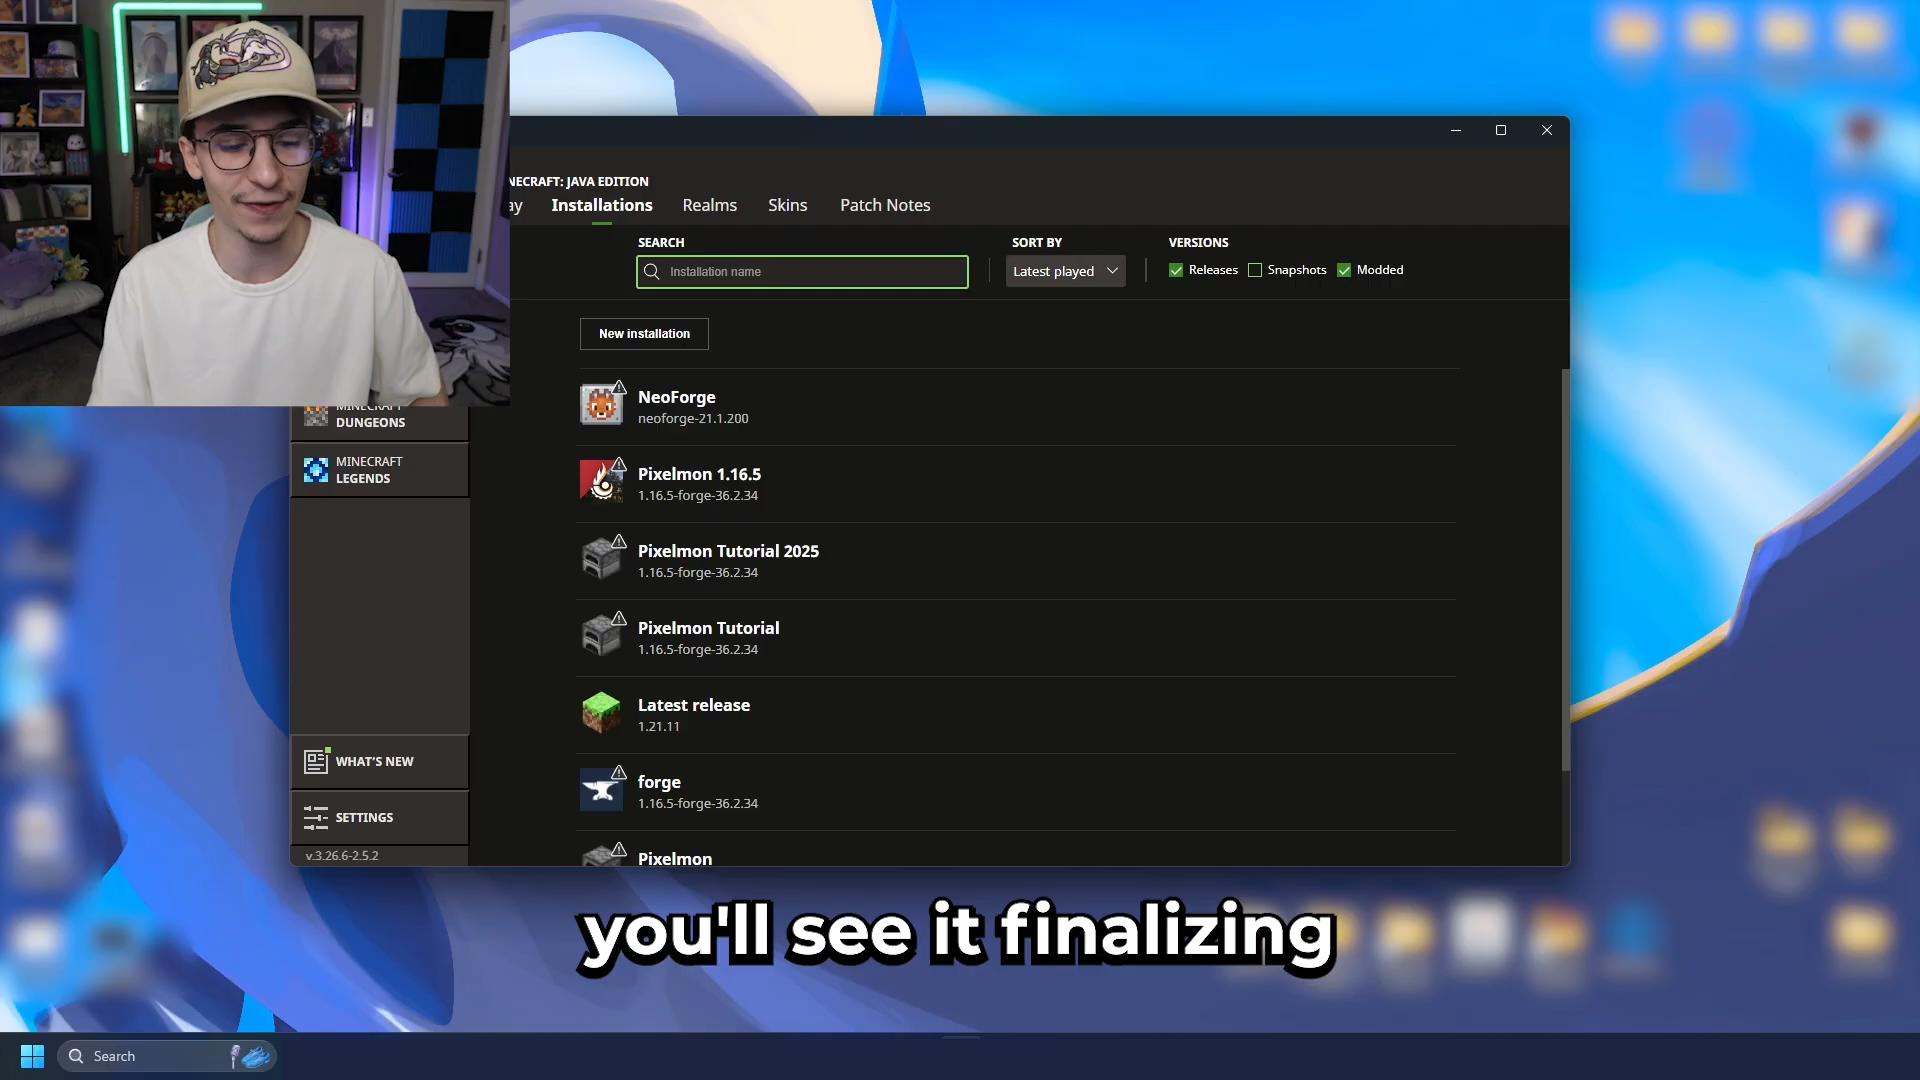 NECRAFT: JAVA EDITION
ay Installations Realms Skins Patch Notes
SEARCH SORT BY VERSIONS
Installation name Latest played Releases Snapshots Modded
New installation
NeoForge
neoforge-21.1.200
Pixelmon 1.16.5
1.16.5-forge-36.2.34
Pixelmon Tutorial 2025
1.16.5-forge-36.2.34
Pixelmon Tutorial
1.16.5-forge-36.2.34
Latest release
1.21.11
forge
1.16.5-forge-36.2.34
Pixelmon
MINECRAFT
DUNGEONS
MINECRAFT
LEGENDS
WHAT'S NEW
SETTINGS
v.3.26.6-2.5.2
you'll see it finalizing
Search